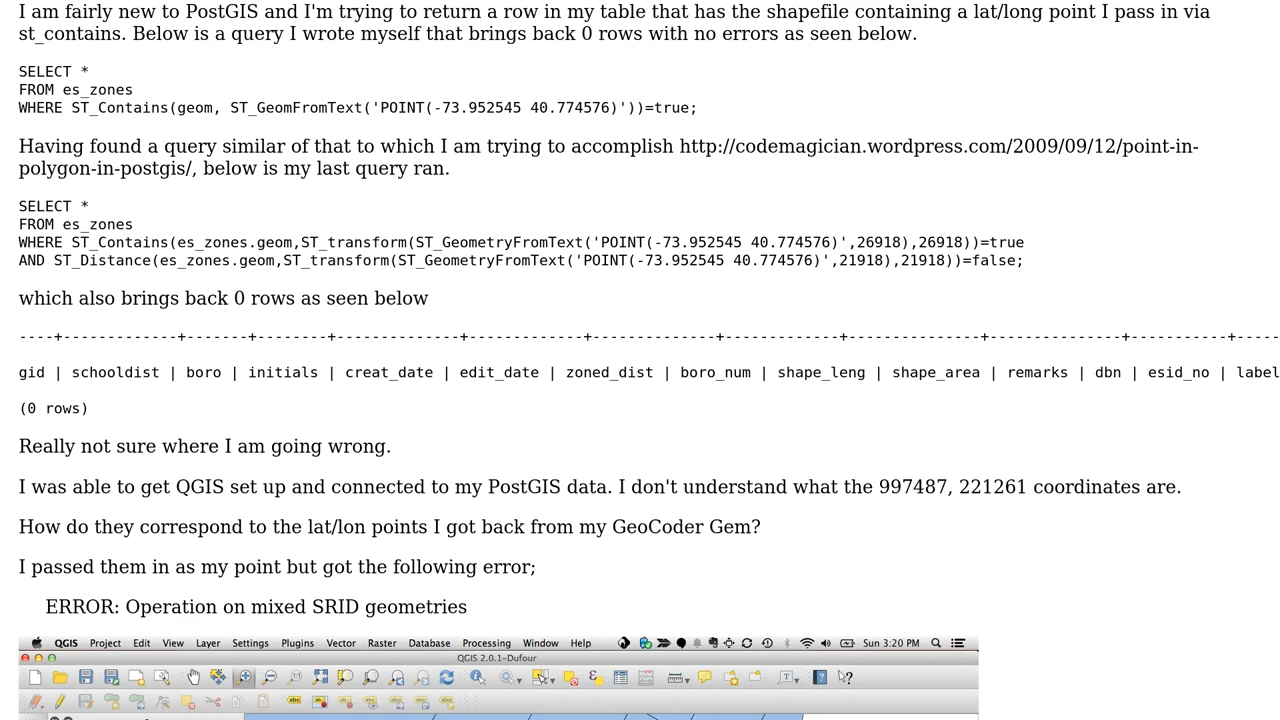 I am fairly new to PostGIS and I'm trying to return a row in my table that has the shapefile containing a lat/long point I pass in via
st_contains. Below is a query I wrote myself that brings back 0 rows with no errors as seen below.
SELECT *
FROM es_zones
WHERE ST_Contains(geom, ST_GeomFromText('POINT(-73.952545 40.774576)'))=true;
Having found a query similar of that to which I am trying to accomplish http://codemagician.wordpress.com/2009/09/12/point-in-
polygon-in-postgis/, below is my last query ran.
SELECT *
FROM es_zones
WHERE ST_Contains(es_zones.geom,ST_transform(ST_GeometryFromText('POINT(-73.952545 40.774576)',26918),26918))=true
AND ST_Distance(es_zones.geom,ST_transform(ST_GeometryFromText('POINT(-73.952545 40.774576)',21918),21918))=false;
which also brings back 0 rows as seen below
----+-------------+-------+--------+--------------+-------------+--------------+-------------+---------------+---------------+-----------+-----
gid | schooldist | boro | initials | creat_date | edit_date | zoned_dist | boro_num | shape_leng | shape_area | remarks | dbn | esid_no | label
(0 rows)
Really not sure where I am going wrong.
I was able to get QGIS set up and connected to my PostGIS data. I don't understand what the 997487, 221261 coordinates are.
How do they correspond to the lat/lon points I got back from my GeoCoder Gem?
I passed them in as my point but got the following error;
ERROR: Operation on mixed SRID geometries
QGIS Project Edit View Layer Settings Plugins Vector Raster Database Processing Window Help Sun 3:20 PM
QGIS 2.0.1-Dufour